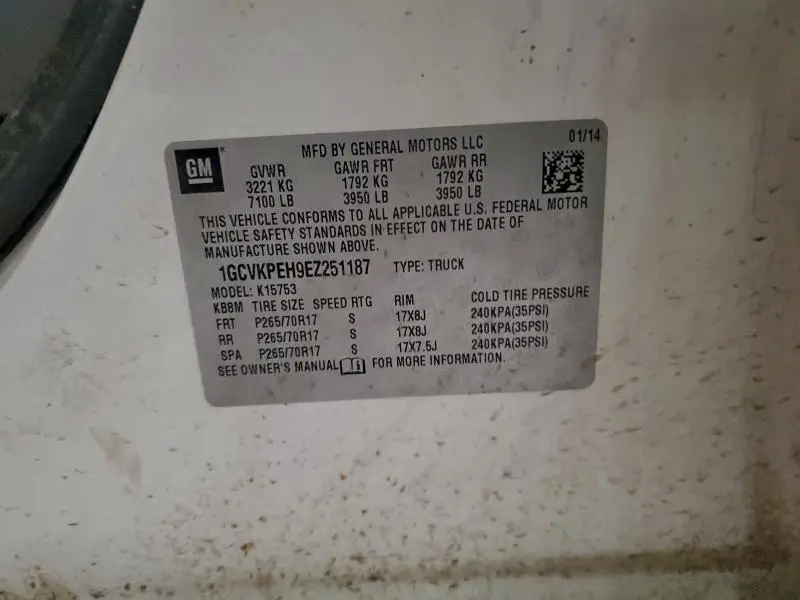 GM
MFD BY GENERAL MOTORS LLC 01/14
GVWR GAWR FRT GAWR RR
3221 KG 1792 KG 1792 KG
7100 LB 3950 LB 3950 LB
THIS VEHICLE CONFORMS TO ALL APPLICABLE U.S. FEDERAL MOTOR
VEHICLE SAFETY STANDARDS IN EFFECT ON THE DATE OF
MANUFACTURE SHOWN ABOVE.
1GCVKPEH9EZ251187 TYPE: TRUCK
MODEL: K15753
KB8M TIRE SIZE SPEED RTG RIM COLD TIRE PRESSURE
FRT P265/70R17 S 17X8J 240KPA(35PSI)
RR P265/70R17 S 17X8J 240KPA(35PSI)
SPA P265/70R17 S 17X7.5J 240KPA(35PSI)
SEE OWNER'S MANUAL FOR MORE INFORMATION.